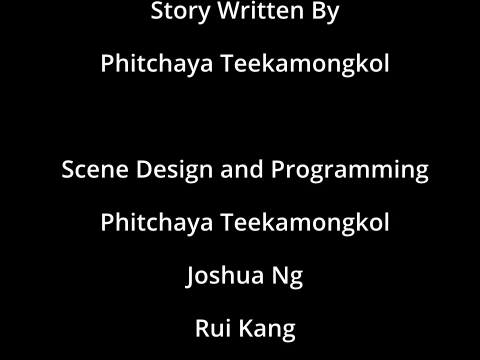 Story Written By
Phitchaya Teekamongkol
Scene Design and Programming
Phitchaya Teekamongkol
Joshua Ng
Rui Kang